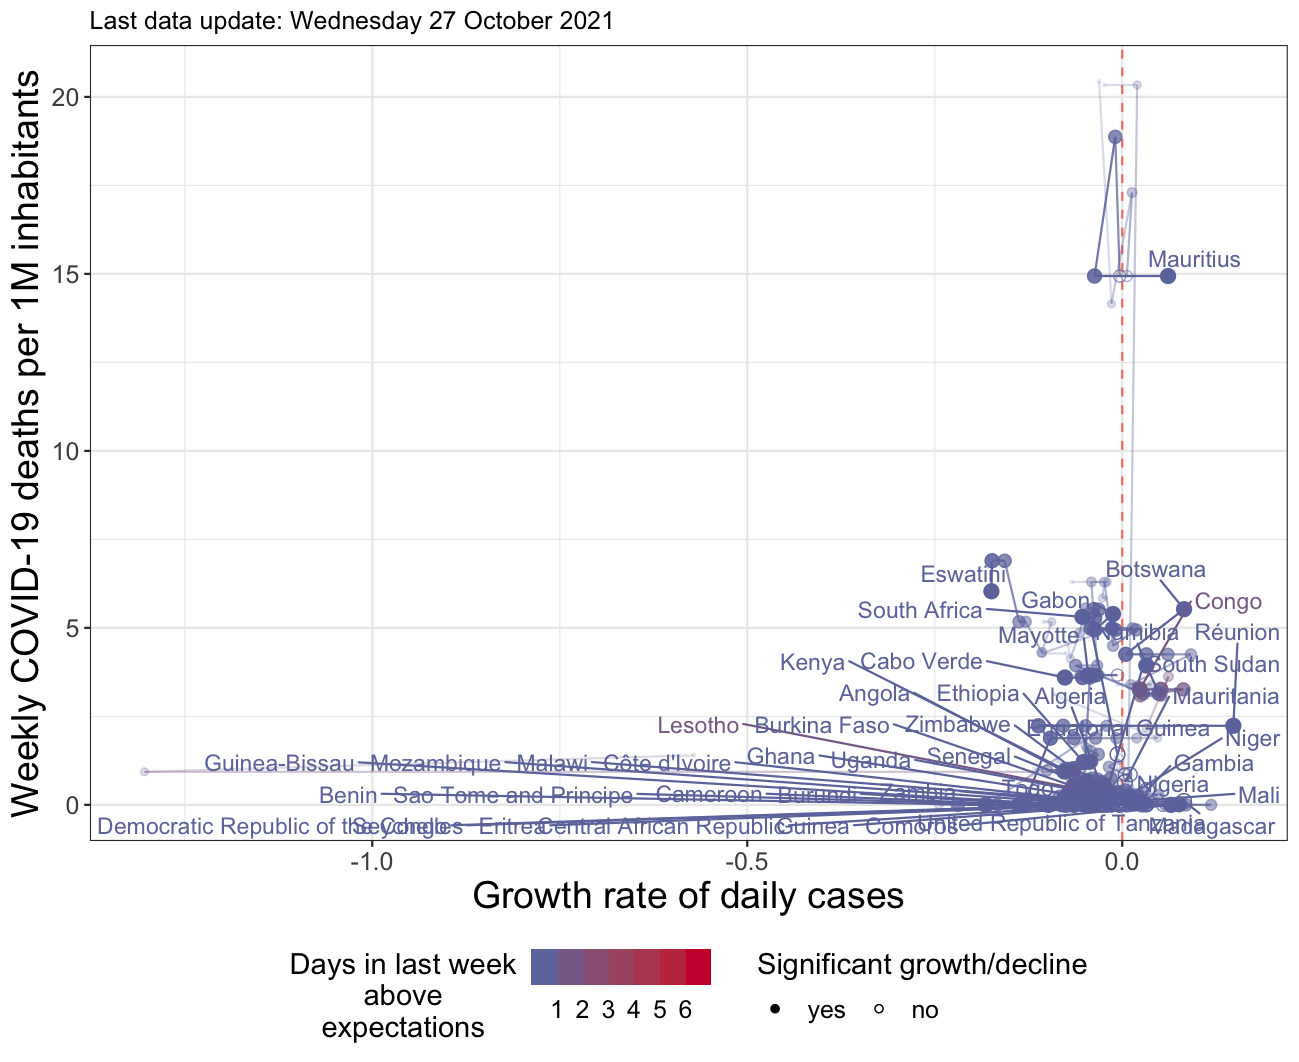 Last data update: Wednesday 27 October 2021
Weekly COVID-19 deaths per 1M inhabitants
20
15
10
5
0
Mauritius
Botswana
Eswatini
Congo
Gabon
South Africa
Mayotte
Namibia
Réunion
Kenya
Cabo Verde
South Sudan
Angola
Ethiopia
Algeria
Mauritania
Lesotho
Burkina Faso
Zimbabwe
Equatorial Guinea
Niger
Guinea-Bissau
Mozambique
Malawi
Côte d'Ivoire
Ghana
Uganda
Senegal
Gambia
Togo
Nigeria
Benin
Sao Tome and Principe
Cameroon
Burundi
Zambia
Mali
Democratic Republic of the Congo
Seychelles
Eritrea
Central African Republic
Guinea
Comoros
United Republic of Tanzania
Madagascar
-1.0
-0.5
0.0
Growth rate of daily cases
Days in last week
above
expectations
1 2 3 4 5 6
Significant growth/decline
yes
no